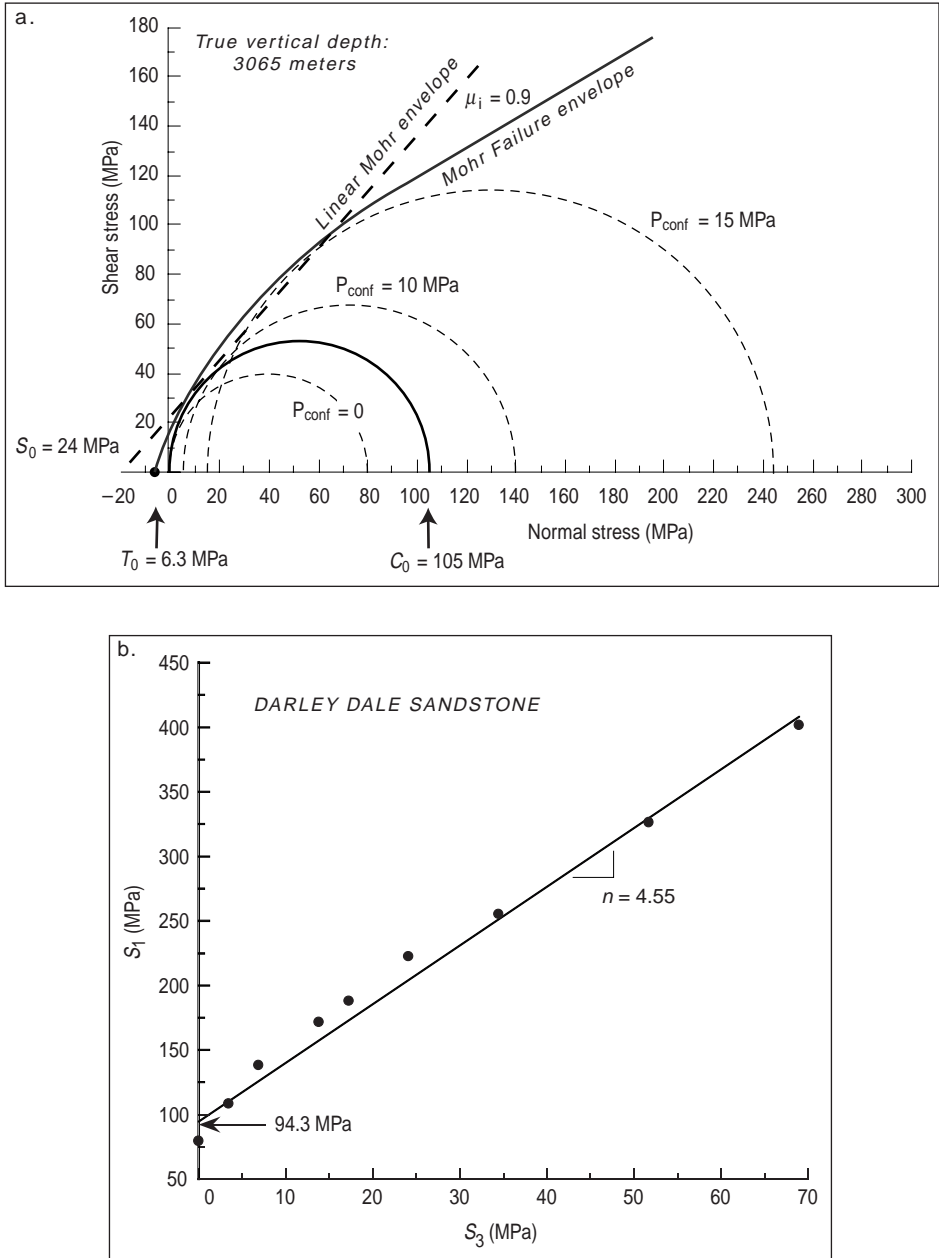 a.
180
160
140
120
100
80
60
40
20
Shear stress (MPa)
True vertical depth:
3065 meters
Linear Mohr envelope
μi = 0.9
Mohr Failure envelope
Pconf = 15 MPa
Pconf = 10 MPa
Pconf = 0
S0 = 24 MPa
–20 0 20 40 60 80 100 120 140 160 180 200 220 240 260 280 300
Normal stress (MPa)
T0 = 6.3 MPa
C0 = 105 MPa
b.
450
400
350
300
250
200
150
100
50
S1 (MPa)
DARLEY DALE SANDSTONE
n = 4.55
94.3 MPa
0 10 20 30 40 50 60 70
S3 (MPa)